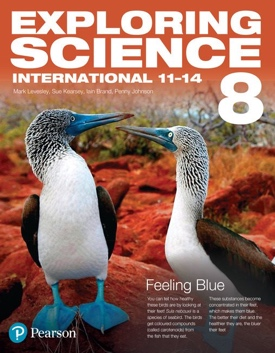 EXPLORING
SCIENCE
INTERNATIONAL 11-14
8
Mark Levesley, Sue Kearsey, Iain Brand, Penny Johnson
Feeling Blue
You can tell how healthy
these birds are by looking at
their feet! Sula nebouxii is a
species of seabird. The birds
get coloured compounds
(called carotenoids) from
the fish that they eat.
These substances become
concentrated in their feet,
which makes them blue.
The better their diet and the
healthier they are, the bluer
their feet!
Pearson